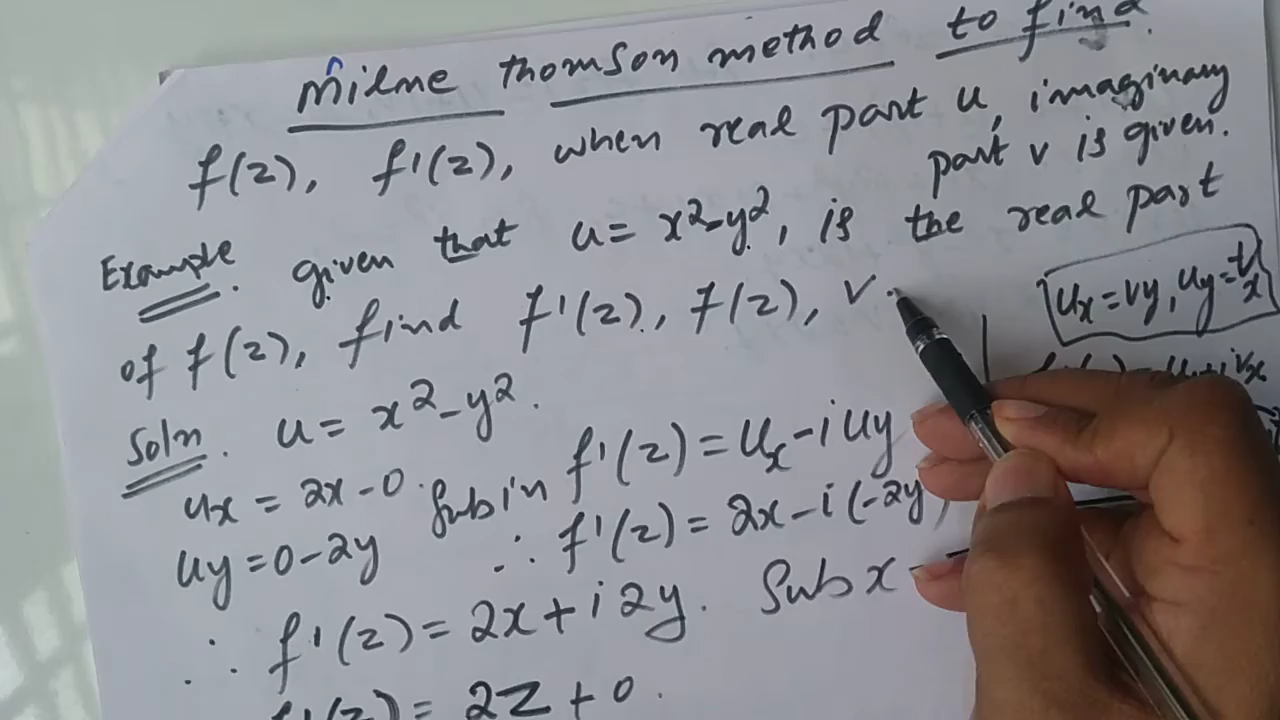 Milne thomson method to find
f(z), f'(z), when real part u, imaginary
part v is given.
Example. given that u = x²-y², is the real part
of f(z), find f'(z), f(z), v.
ux = vy, uy = -vx
Soln. u = x²-y².
ux = 2x-0. Sub in f'(z) = ux - i uy
uy = 0-2y ∴ f'(z) = 2x - i(-2y)
∴ f'(z) = 2x + i2y. Sub x
f'(z) = 2z + 0.